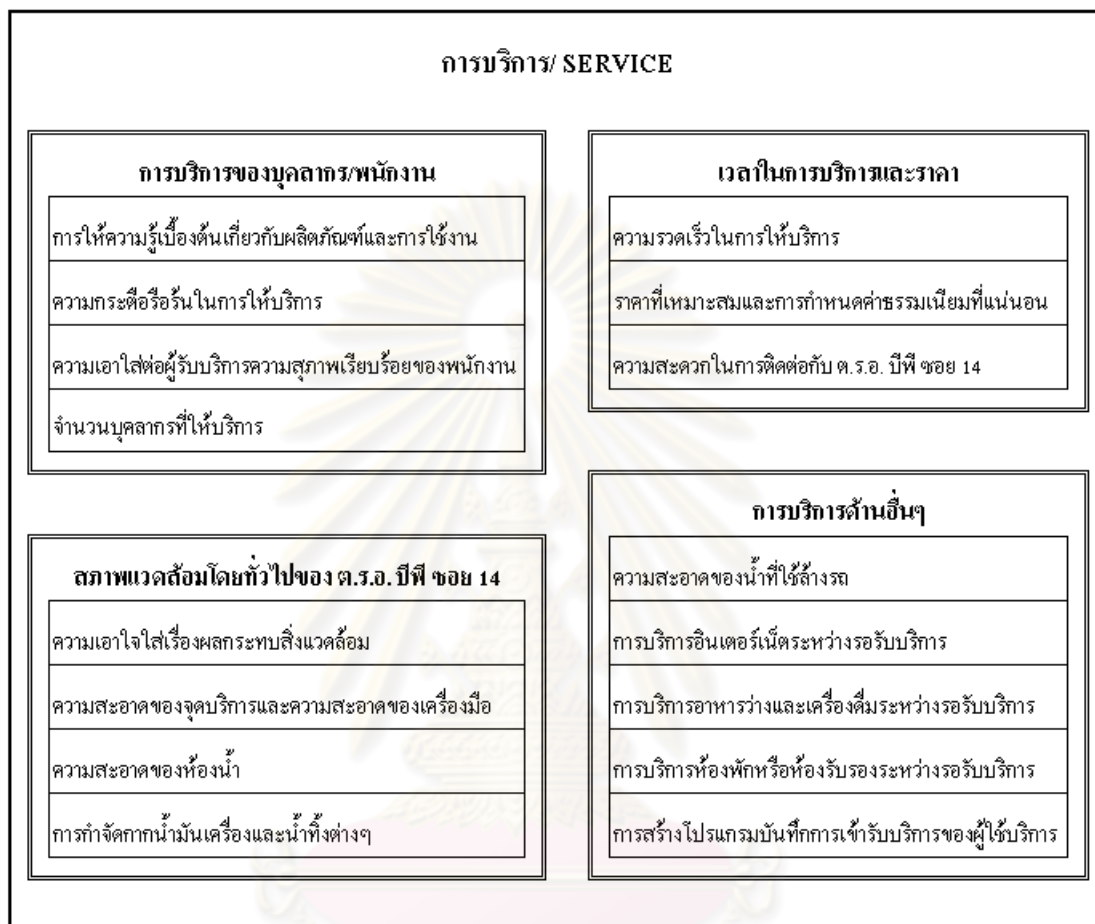 การบริการ/ SERVICE
การบริการของบุคลากร/พนักงาน
การให้ความรู้เบื้องต้นเกี่ยวกับผลิตภัณฑ์และการใช้งาน
ความกระตือรือร้นในการให้บริการ
ความเอาใส่ต่อผู้รับบริการความสุภาพเรียบร้อยของพนักงาน
จำนวนบุคลากรที่ให้บริการ
เวลาในการบริการและราคา
ความรวดเร็วในการให้บริการ
ราคาที่เหมาะสมและการกำหนดค่าธรรมเนียมที่แน่นอน
ความสะดวกในการติดต่อกับ ต.ร.อ. บีพี ซอย 14
สภาพแวดล้อมโดยทั่วไปของ ต.ร.อ. บีพี ซอย 14
ความเอาใจใส่เรื่องผลกระทบสิ่งแวดล้อม
ความสะอาดของจุดบริการและความสะอาดของเครื่องมือ
ความสะอาดของห้องน้ำ
การกำจัดกากน้ำมันเครื่องและน้ำทิ้งต่างๆ
การบริการด้านอื่นๆ
ความสะอาดของน้ำที่ใช้ล้างรถ
การบริการอินเตอร์เน็ตระหว่างรอรับบริการ
การบริการอาหารว่างและเครื่องดื่มระหว่างรอรับบริการ
การบริการห้องพักหรือห้องรับรองระหว่างรอรับบริการ
การสร้างโปรแกรมบันทึกการเข้ารับบริการของผู้ใช้บริการ